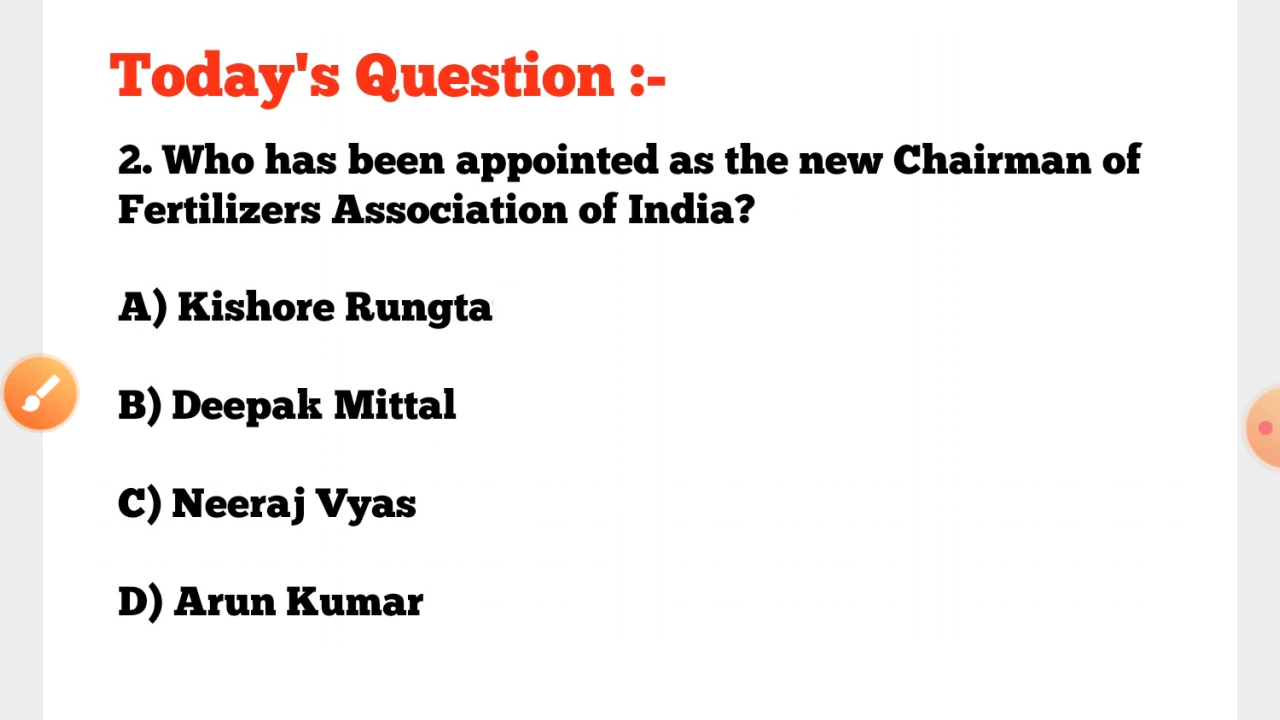 Today's Question :-
2. Who has been appointed as the new Chairman of
Fertilizers Association of India?
A) Kishore Rungta
B) Deepak Mittal
C) Neeraj Vyas
D) Arun Kumar